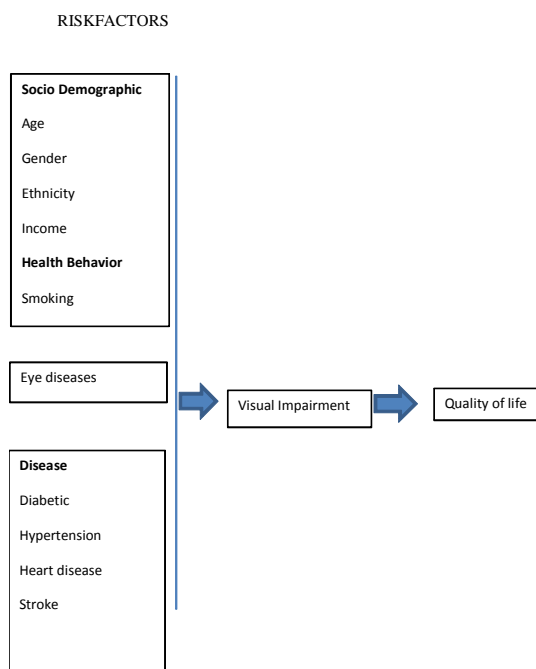 RISKFACTORS
Socio Demographic
Age
Gender
Ethnicity
Income
Health Behavior
Smoking
Eye diseases
Visual Impairment
Quality of life
Disease
Diabetic
Hypertension
Heart disease
Stroke